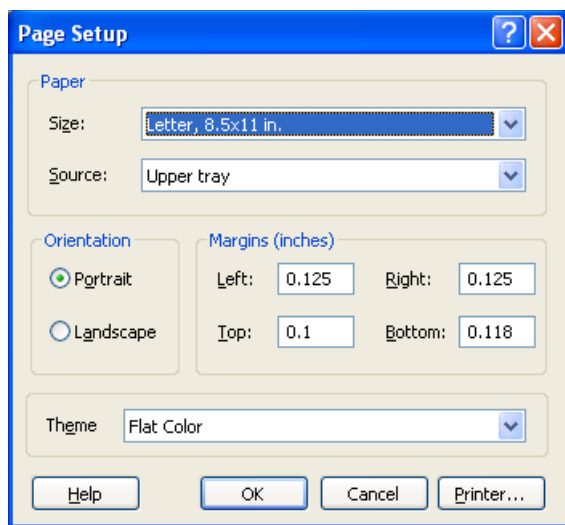 Page Setup
Paper
Size: Letter, 8.5x11 in.
Source: Upper tray
Orientation
Portrait
Landscape
Margins (inches)
Left: 0.125 Right: 0.125
Top: 0.1 Bottom: 0.118
Theme Flat Color
Help OK Cancel Printer...